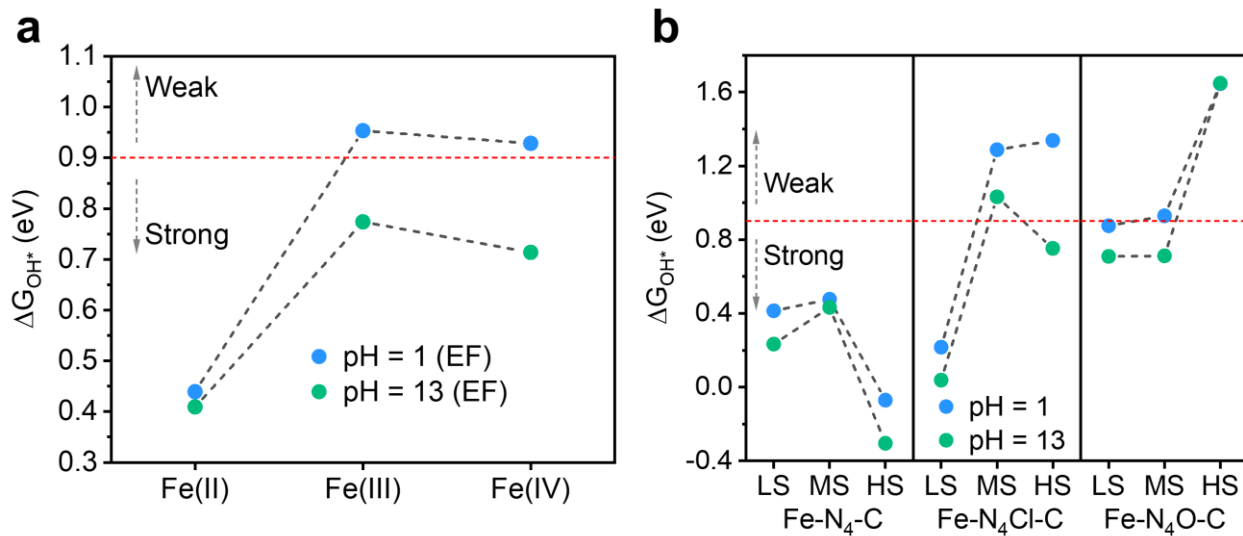 a
1.1
1.0
0.9
0.8
0.7
0.6
0.5
0.4
0.3
ΔG_OH* (eV)
Weak
Strong
pH = 1 (EF)
pH = 13 (EF)
Fe(II) Fe(III) Fe(IV)
b
1.6
1.2
0.8
0.4
0.0
-0.4
ΔG_OH* (eV)
Weak
Strong
pH = 1
pH = 13
LS MS HS LS MS HS LS MS HS
Fe-N₄-C Fe-N₄Cl-C Fe-N₄O-C